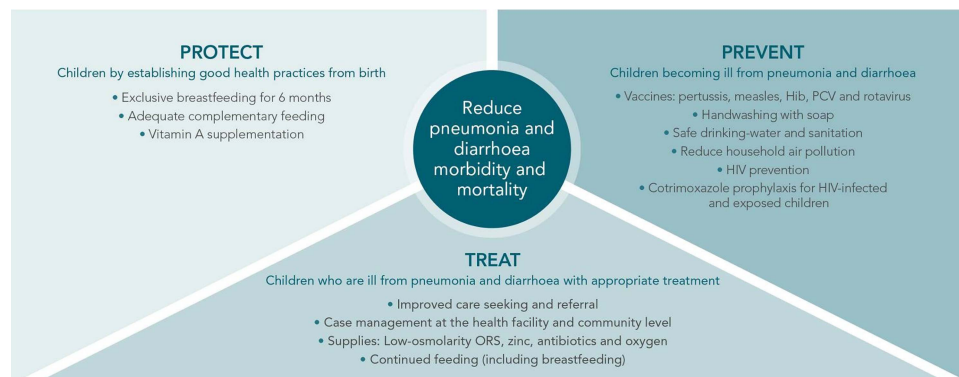 PROTECT
Children by establishing good health practices from birth
• Exclusive breastfeeding for 6 months
• Adequate complementary feeding
• Vitamin A supplementation
Reduce
pneumonia and
diarrhoea
morbidity and
mortality
PREVENT
Children becoming ill from pneumonia and diarrhoea
• Vaccines: pertussis, measles, Hib, PCV and rotavirus
• Handwashing with soap
• Safe drinking-water and sanitation
• Reduce household air pollution
• HIV prevention
• Cotrimoxazole prophylaxis for HIV-infected
and exposed children
TREAT
Children who are ill from pneumonia and diarrhoea with appropriate treatment
• Improved care seeking and referral
• Case management at the health facility and community level
• Supplies: Low-osmolarity ORS, zinc, antibiotics and oxygen
• Continued feeding (including breastfeeding)